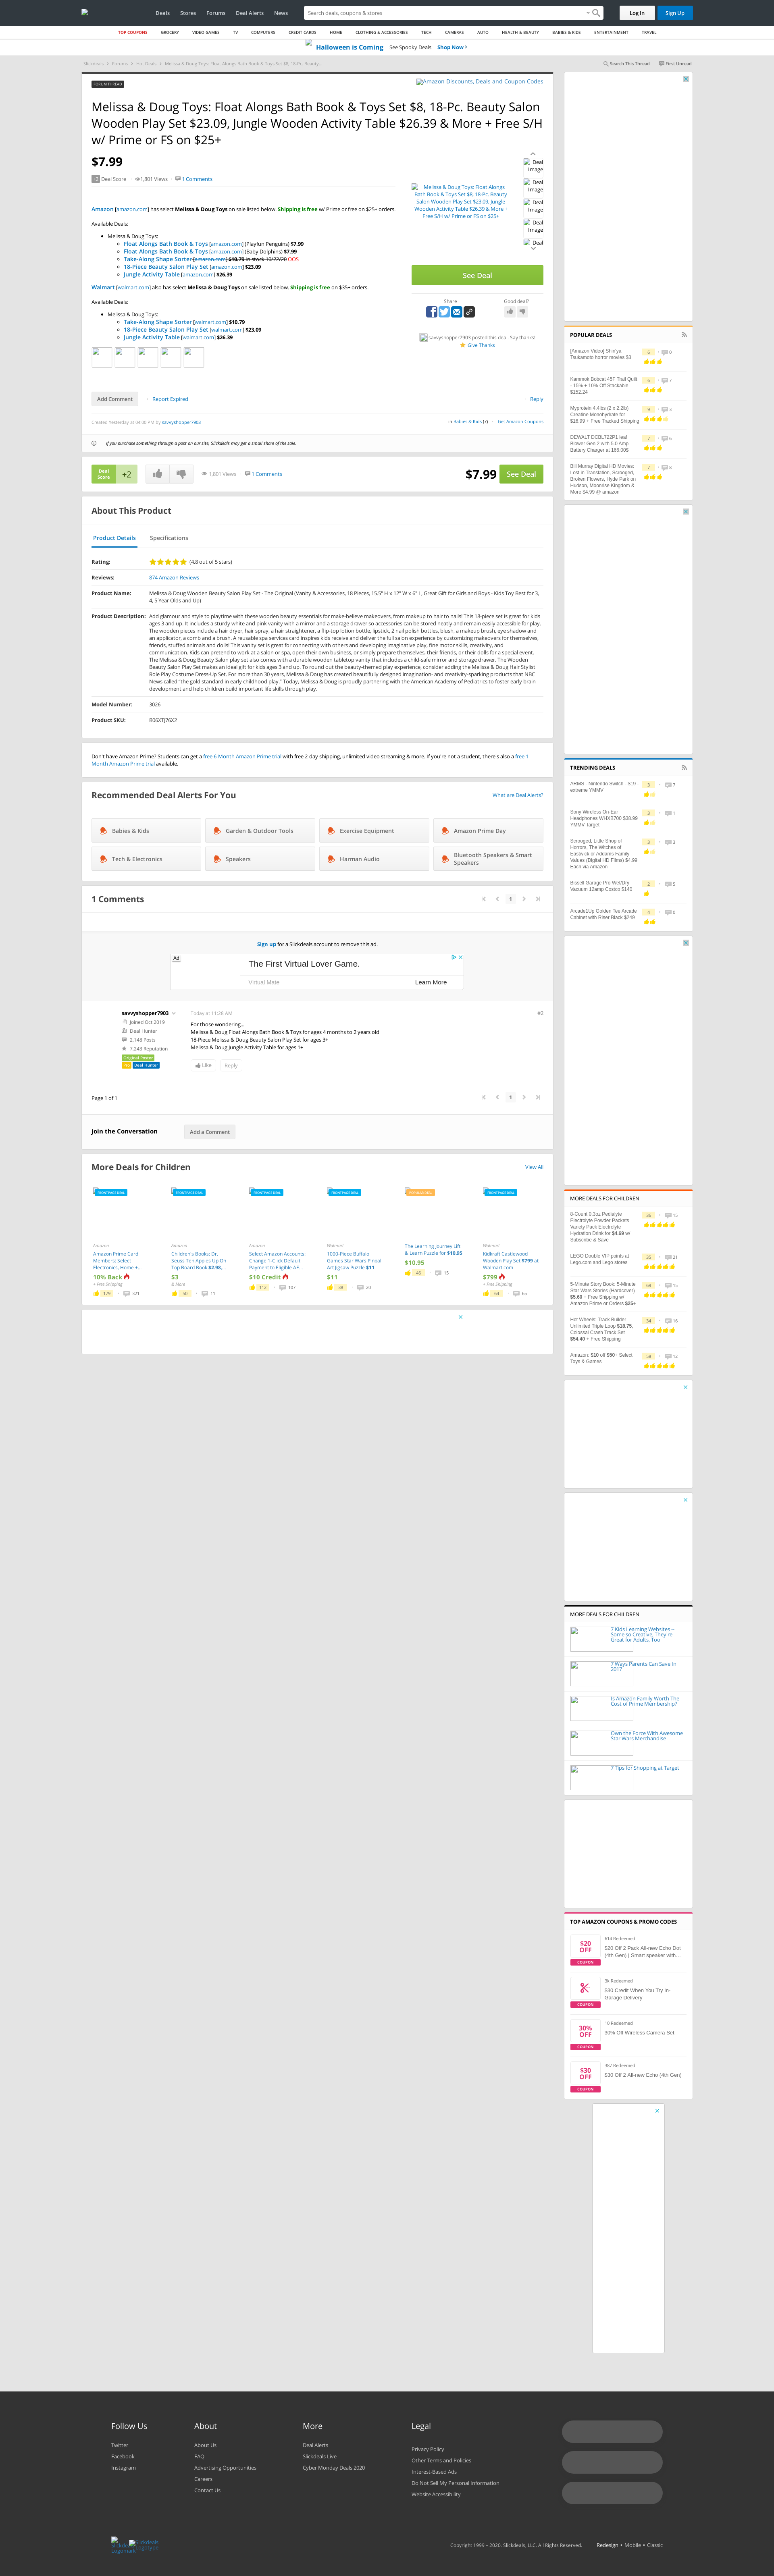 Deals Stores Forums Deal Alerts News
Search deals, coupons & stores
Log In Sign Up
TOP COUPONS GROCERY VIDEO GAMES TV COMPUTERS CREDIT CARDS HOME CLOTHING & ACCESSORIES TECH CAMERAS AUTO HEALTH & BEAUTY BABIES & KIDS ENTERTAINMENT TRAVEL
Halloween is Coming See Spooky Deals Shop Now
Slickdeals Forums Hot Deals Melissa & Doug Toys: Float Alongs Bath Book & Toys Set $8, 18-Pc. Beauty...
Search This Thread First Unread
FORUM THREAD
Amazon Discounts, Deals and Coupon Codes
Melissa & Doug Toys: Float Alongs Bath Book & Toys Set $8, 18-Pc. Beauty Salon
Wooden Play Set $23.09, Jungle Wooden Activity Table $26.39 & More + Free S/H
w/ Prime or FS on $25+
$7.99
+2 Deal Score 1,801 Views 1 Comments
Amazon [amazon.com] has select Melissa & Doug Toys on sale listed below. Shipping is free w/ Prime or free on $25+ orders.
Available Deals:
Melissa & Doug Toys:
Float Alongs Bath Book & Toys [amazon.com] (Playfun Penguins) $7.99
Float Alongs Bath Book & Toys [amazon.com] (Baby Dolphins) $7.99
Take-Along Shape Sorter [amazon.com] $10.79 In stock 10/22/20 OOS
18-Piece Beauty Salon Play Set [amazon.com] $23.09
Jungle Activity Table [amazon.com] $26.39
Walmart [walmart.com] also has select Melissa & Doug Toys on sale listed below. Shipping is free on $35+ orders.
Available Deals:
Melissa & Doug Toys:
Take-Along Shape Sorter [walmart.com] $10.79
18-Piece Beauty Salon Play Set [walmart.com] $23.09
Jungle Activity Table [walmart.com] $26.39
Melissa & Doug Toys: Float Alongs
Bath Book & Toys Set $8, 18-Pc. Beauty
Salon Wooden Play Set $23.09, Jungle
Wooden Activity Table $26.39 & More +
Free S/H w/ Prime or FS on $25+
Deal
Image
Deal
Image
Deal
Image
Deal
Image
Deal
See Deal
Share Good deal?
savvyshopper7903 posted this deal. Say thanks!
Give Thanks
Add Comment Report Expired Reply
Created Yesterday at 04:06 PM by savvyshopper7903
in Babies & Kids (7) Get Amazon Coupons
If you purchase something through a post on our site, Slickdeals may get a small share of the sale.
Deal
Score
+2
1,801 Views 1 Comments
$7.99 See Deal
About This Product
Product Details Specifications
Rating: (4.8 out of 5 stars)
Reviews: 874 Amazon Reviews
Product Name: Melissa & Doug Wooden Beauty Salon Play Set - The Original (Vanity & Accessories, 18 Pieces, 15.5" H x 12" W x 6" L, Great Gift for Girls and Boys - Kids Toy Best for 3,
4, 5 Year Olds and Up)
Product Description: Add glamour and style to playtime with these wooden beauty essentials for make-believe makeovers, from makeup to hair to nails! This 18-piece set is great for kids
ages 3 and up. It includes a sturdy white and pink vanity with a mirror and a storage drawer so accessories can be stored neatly and remain easily accessible for play.
The wooden pieces include a hair dryer, hair spray, a hair straightener, a flip-top lotion bottle, lipstick, 2 nail polish bottles, blush, a makeup brush, eye shadow and
an applicator, a comb and a brush. A reusable spa services card inspires kids role play and will define the full salon experience where kids can treat themselves,
friends, stuffed animals and dolls! This vanity set is great for connecting with others and developing imaginative play, fine motor skills, creativity, and
communication. Kids can pretend to work at a salon or spa, open their own business, or simply pamper themselves, their friends, or their dolls for a special event.
The Melissa & Doug Beauty Salon play set also comes with a durable wooden tabletop vanity that includes a child-safe mirror and storage drawer. The Wooden
Beauty Salon Play Set makes an ideal gift for kids ages 3 and up. To round out the beauty-themed play experience, combine with the Melissa & Doug Hair Stylist
Role Play Costume Dress-Up Set. For more than 30 years, Melissa & Doug has created beautifully designed imagination- and creativity-sparking products that NBC
News called "the gold standard in early childhood play." Today, Melissa & Doug is proudly partnering with the American Academy of Pediatrics to foster early brain
development and help children build important life skills through play.
Model Number: 3026
Product SKU: B06XTJ76X2
Don't have Amazon Prime? Students can get a free 6-Month Amazon Prime trial with free 2-day shipping, unlimited video streaming & more. If you're not a student, there's also a free 1-
Month Amazon Prime trial available.
Recommended Deal Alerts For You What are Deal Alerts?
Babies & Kids Garden & Outdoor Tools Exercise Equipment Amazon Prime Day
Tech & Electronics Speakers Harman Audio Bluetooth Speakers & Smart
Speakers
1 Comments 1
Sign up for a Slickdeals account to remove this ad.
Ad
The First Virtual Lover Game.
Virtual Mate Learn More
savvyshopper7903 Today at 11:28 AM #2
Joined Oct 2019
Deal Hunter
2,148 Posts
7,243 Reputation
Original Poster
Pro Deal Hunter
For those wondering...
Melissa & Doug Float Alongs Bath Book & Toys for ages 4 months to 2 years old
18-Piece Melissa & Doug Beauty Salon Play Set for ages 3+
Melissa & Doug Jungle Activity Table for ages 1+
Like Reply
Page 1 of 1 1
Join the Conversation Add a Comment
More Deals for Children View All
FRONTPAGE DEAL
Amazon
Amazon Prime Card
Members: Select
Electronics, Home +...
10% Back
+ Free Shipping
179 321
FRONTPAGE DEAL
Amazon
Children's Books: Dr.
Seuss Ten Apples Up On
Top Board Book $2.98,...
$3
& More
50 11
FRONTPAGE DEAL
Amazon
Select Amazon Accounts:
Change 1-Click Default
Payment to Eligible All...
$10 Credit
112 107
FRONTPAGE DEAL
Walmart
1000-Piece Buffalo
Games Star Wars Pinball
Art Jigsaw Puzzle $11
$11
38 20
POPULAR DEAL
The Learning Journey Lift
& Learn Puzzle for $10.95
$10.95
46 15
FRONTPAGE DEAL
Walmart
KidKraft Castlewood
Wooden Play Set $799 at
Walmart.com
$799
+ Free Shipping
64 65
POPULAR DEALS
[Amazon Video] Shin'ya
Tsukamoto horror movies $3
6 0
Kammok Bobcat 45F Trail Quilt
- 15% + 10% Off Stackable
$152.24
6 7
Myprotein 4.4lbs (2 x 2.2lb)
Creatine Monohydrate for
$16.99 + Free Tracked Shipping
9 3
DEWALT DCBL722P1 leaf
Blower Gen 2 with 5.0 Amp
Battery Charger at 166.00$
7 6
Bill Murray Digital HD Movies:
Lost in Translation, Scrooged,
Broken Flowers, Hyde Park on
Hudson, Moonrise Kingdom &
More $4.99 @ amazon
7 8
TRENDING DEALS
ARMS - Nintendo Switch - $19 -
extreme YMMV
3 7
Sony Wireless On-Ear
Headphones WHXB700 $38.99
YMMV Target
3 1
Scrooged, Little Shop of
Horrors, The Witches of
Eastwick or Addams Family
Values (Digital HD Films) $4.99
Each via Amazon
3 3
Bissell Garage Pro Wet/Dry
Vacuum 12amp Costco $140
2 5
Arcade1Up Golden Tee Arcade
Cabinet with Riser Black $249
4 0
MORE DEALS FOR CHILDREN
6-Count 0.3oz Pedialyte
Electrolyte Powder Packets
Variety Pack Electrolyte
Hydration Drink for $4.69 w/
Subscribe & Save
36 15
LEGO Double VIP points at
Lego.com and Lego stores
35 21
5-Minute Story Book: 5-Minute
Star Wars Stories (Hardcover)
$5.60 + Free Shipping w/
Amazon Prime or Orders $25+
69 15
Hot Wheels: Track Builder
Unlimited Triple Loop $18.75,
Colossal Crash Track Set
$54.40 + Free Shipping
34 16
Amazon: $10 off $50+ Select
Toys & Games
58 12
MORE DEALS FOR CHILDREN
7 Kids Learning Websites --
Some so Creative, They're
Great for Adults, Too
7 Ways Parents Can Save in
2017
Is Amazon Family Worth The
Cost of Prime Membership?
Own the Force With Awesome
Star Wars Merchandise
7 Tips for Shopping at Target
TOP AMAZON COUPONS & PROMO CODES
$20
OFF
COUPON
614 Redeemed
$20 Off 2 Pack All-new Echo Dot
(4th Gen) | Smart speaker with...
COUPON
3k Redeemed
$30 Credit When You Try In-
Garage Delivery
30%
OFF
COUPON
10 Redeemed
30% Off Wireless Camera Set
$30
OFF
COUPON
387 Redeemed
$30 Off 2 All-new Echo (4th Gen)
Follow Us
Twitter
Facebook
Instagram
About
About Us
FAQ
Advertising Opportunities
Careers
Contact Us
More
Deal Alerts
Slickdeals Live
Cyber Monday Deals 2020
Legal
Privacy Policy
Other Terms and Policies
Interest-Based Ads
Do Not Sell My Personal Information
Website Accessibility
Copyright 1999 - 2020. Slickdeals, LLC. All Rights Reserved. Redesign • Mobile • Classic